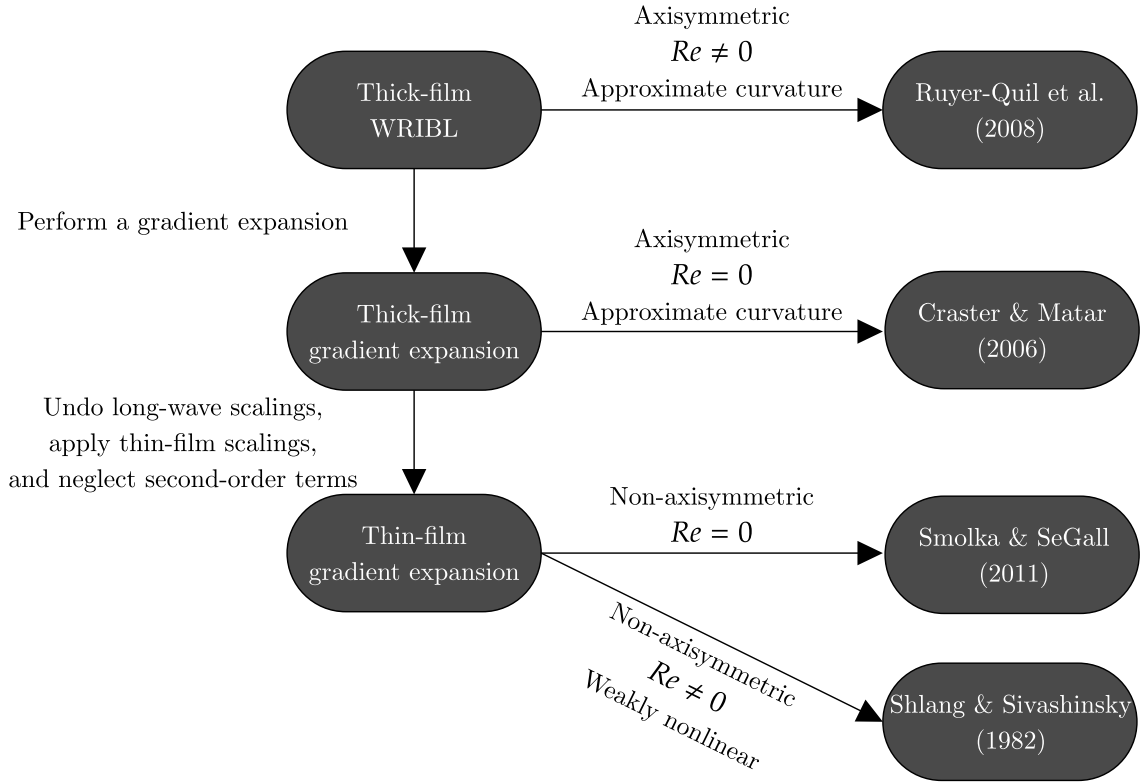 Axisymmetric
Re ≠ 0
Approximate curvature
Thick-film
WRIBL
Ruyer-Quil et al.
(2008)
Perform a gradient expansion
Axisymmetric
Re = 0
Approximate curvature
Thick-film
gradient expansion
Craster & Matar
(2006)
Undo long-wave scalings,
apply thin-film scalings,
and neglect second-order terms
Non-axisymmetric
Re = 0
Thin-film
gradient expansion
Smolka & SeGall
(2011)
Non-axisymmetric
Re ≠ 0
Weakly nonlinear
Shlang & Sivashinsky
(1982)